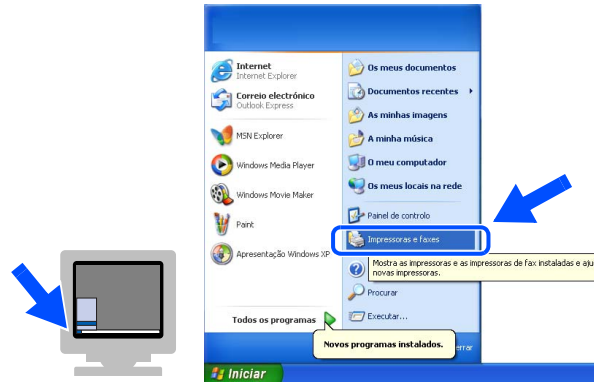 Internet
Internet Explorer
Correio electrónico
Outlook Express
MSN Explorer
Windows Media Player
Windows Movie Maker
Paint
Apresentação Windows XP
Todos os programas
Os meus documentos
Documentos recentes
As minhas imagens
A minha música
O meu computador
Os meus locais na rede
Painel de controlo
Impressoras e faxes
Mostra as impressoras e as impressoras de fax instaladas e aju
novas impressoras.
Procurar
Executar...
Novos programas instalados.
errar
Iniciar